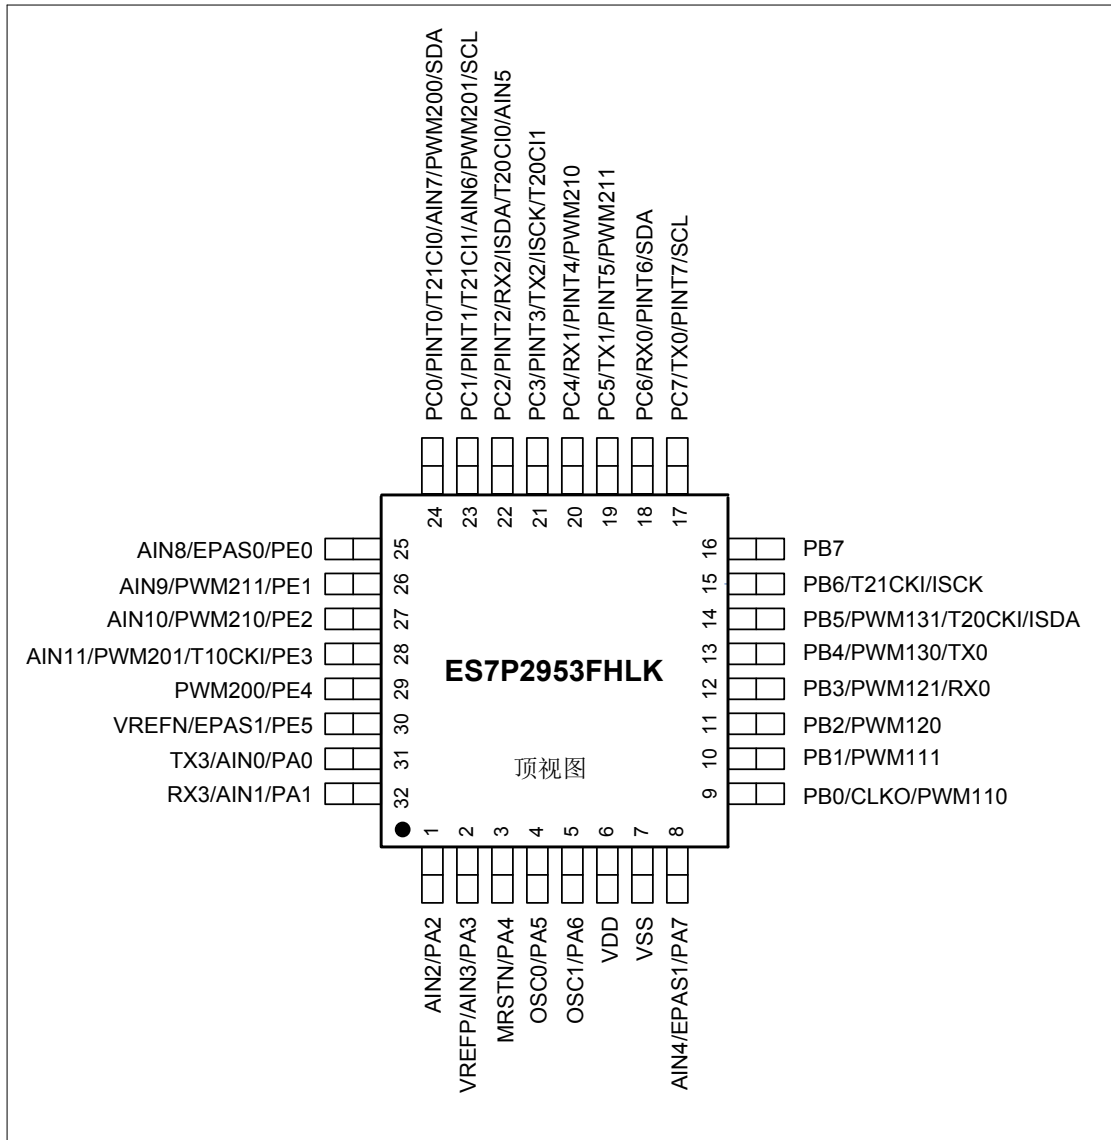 PC0/PINT0/T21CI0/AIN7/PWM200/SDA
PC1/PINT1/T21CI1/AIN6/PWM201/SCL
PC2/PINT2/RX2/ISDA/T20CI0/AIN5
PC3/PINT3/TX2/ISCK/T20CI1
PC4/RX1/PINT4/PWM210
PC5/TX1/PINT5/PWM211
PC6/RX0/PINT6/SDA
PC7/TX0/PINT7/SCL
24 23 22 21 20 19 18 17
AIN8/EPAS0/PE0 25
AIN9/PWM211/PE1 26
AIN10/PWM210/PE2 27
AIN11/PWM201/T10CKI/PE3 28
PWM200/PE4 29
VREFN/EPAS1/PE5 30
TX3/AIN0/PA0 31
RX3/AIN1/PA1 32
ES7P2953FHLK
顶视图
16 PB7
15 PB6/T21CKI/ISCK
14 PB5/PWM131/T20CKI/ISDA
13 PB4/PWM130/TX0
12 PB3/PWM121/RX0
11 PB2/PWM120
10 PB1/PWM111
9 PB0/CLKO/PWM110
1 2 3 4 5 6 7 8
AIN2/PA2
VREFP/AIN3/PA3
MRSTN/PA4
OSC0/PA5
OSC1/PA6
VDD
VSS
AIN4/EPAS1/PA7